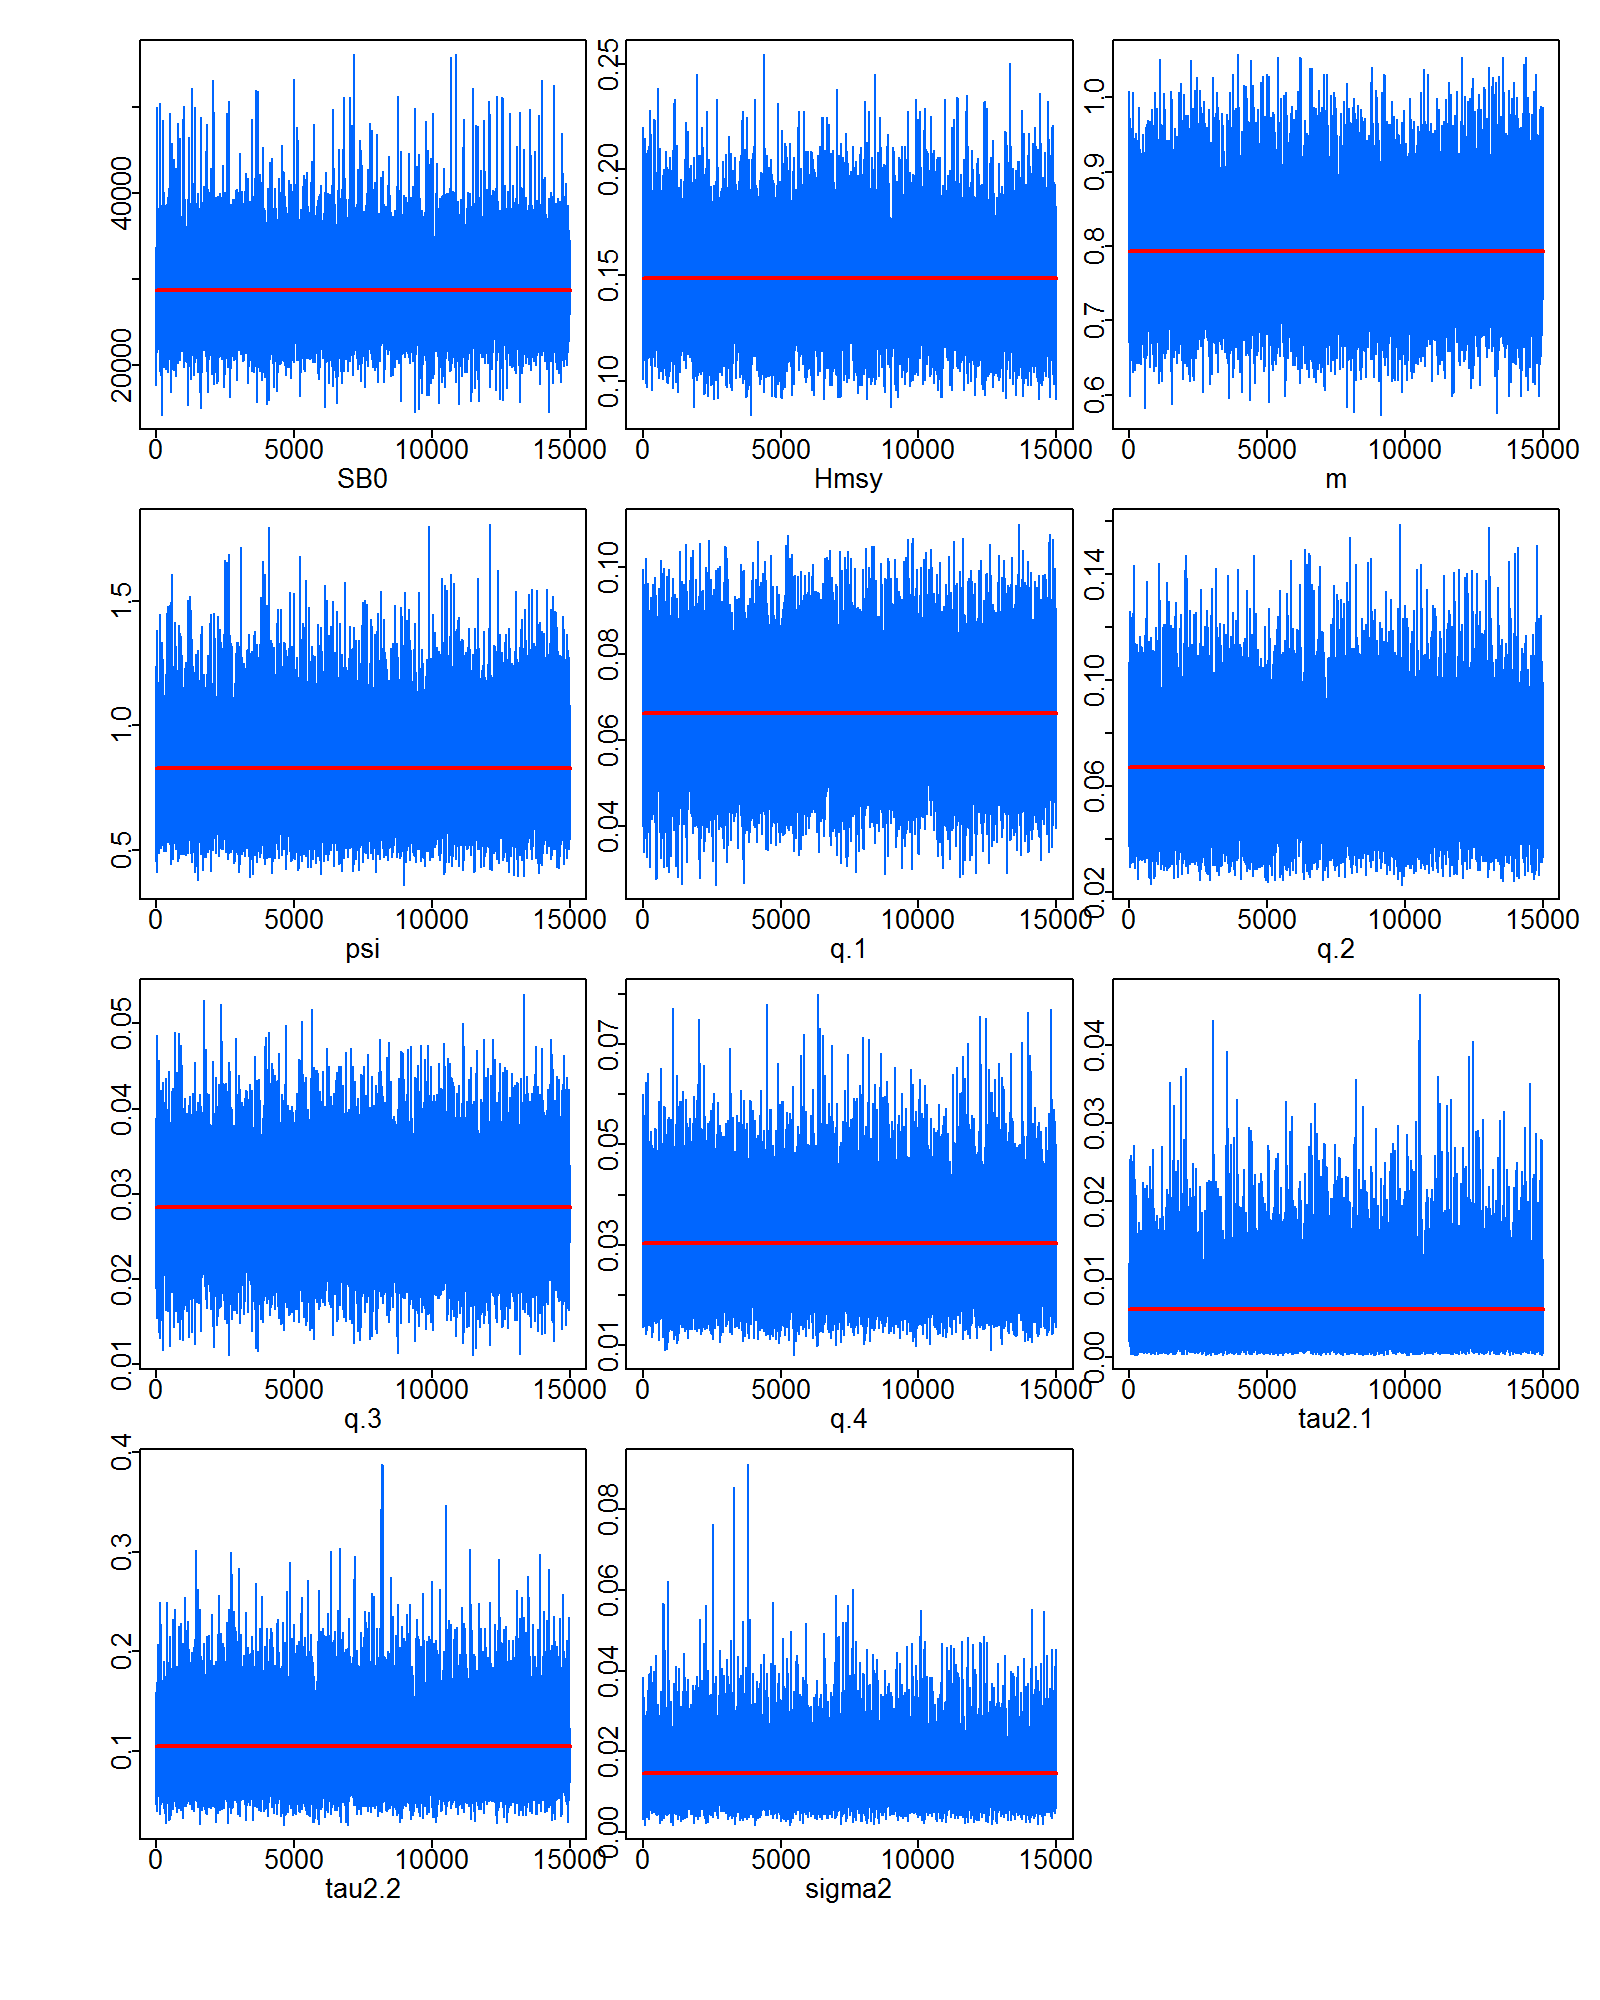 20000 40000
0 5000 10000 15000
SB0
0.10 0.15 0.20 0.25
0 5000 10000 15000
Hmsy
0.6 0.7 0.8 0.9 1.0
0 5000 10000 15000
m
0.5 1.0 1.5
0 5000 10000 15000
psi
0.04 0.06 0.08 0.10
0 5000 10000 15000
q.1
0.02 0.06 0.10 0.14
0 5000 10000 15000
q.2
0.01 0.02 0.03 0.04 0.05
0 5000 10000 15000
q.3
0.01 0.03 0.05 0.07
0 5000 10000 15000
q.4
0.00 0.01 0.02 0.03 0.04
0 5000 10000 15000
tau2.1
0.1 0.2 0.3 0.4
0 5000 10000 15000
tau2.2
0.00 0.02 0.04 0.06 0.08
0 5000 10000 15000
sigma2